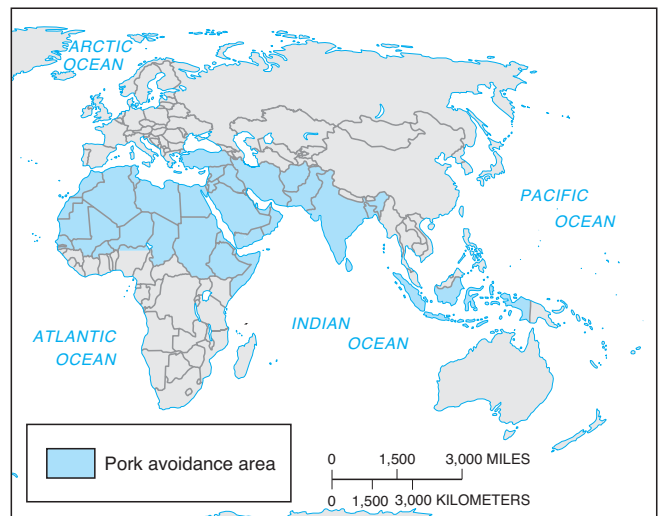 ARCTIC
OCEAN
PACIFIC
OCEAN
INDIAN
OCEAN
ATLANTIC
OCEAN
Pork avoidance area
0 1,500 3,000 MILES
0 1,500 3,000 KILOMETERS